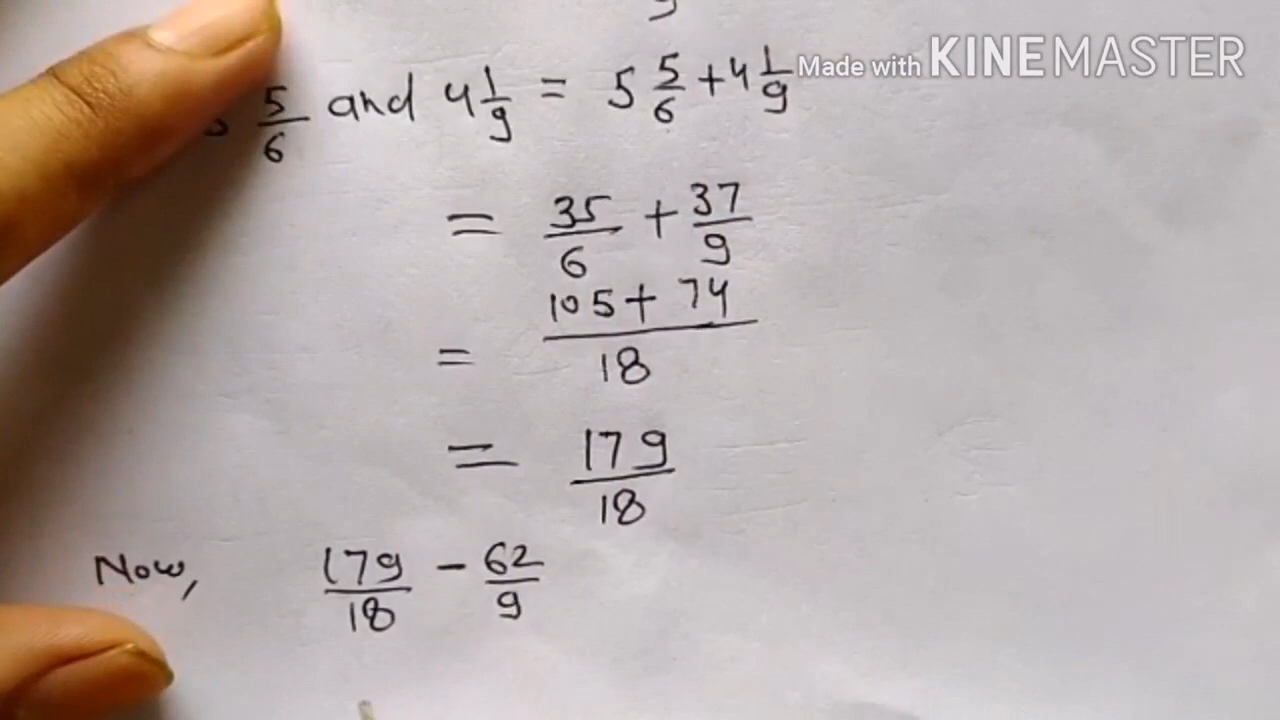 5/6 and 4 1/9 = 5 5/6 + 4 1/9
Made with KINEMASTER
= 35/6 + 37/9
= 105 + 74 / 18
= 179/18
Now, 179/18 - 62/9